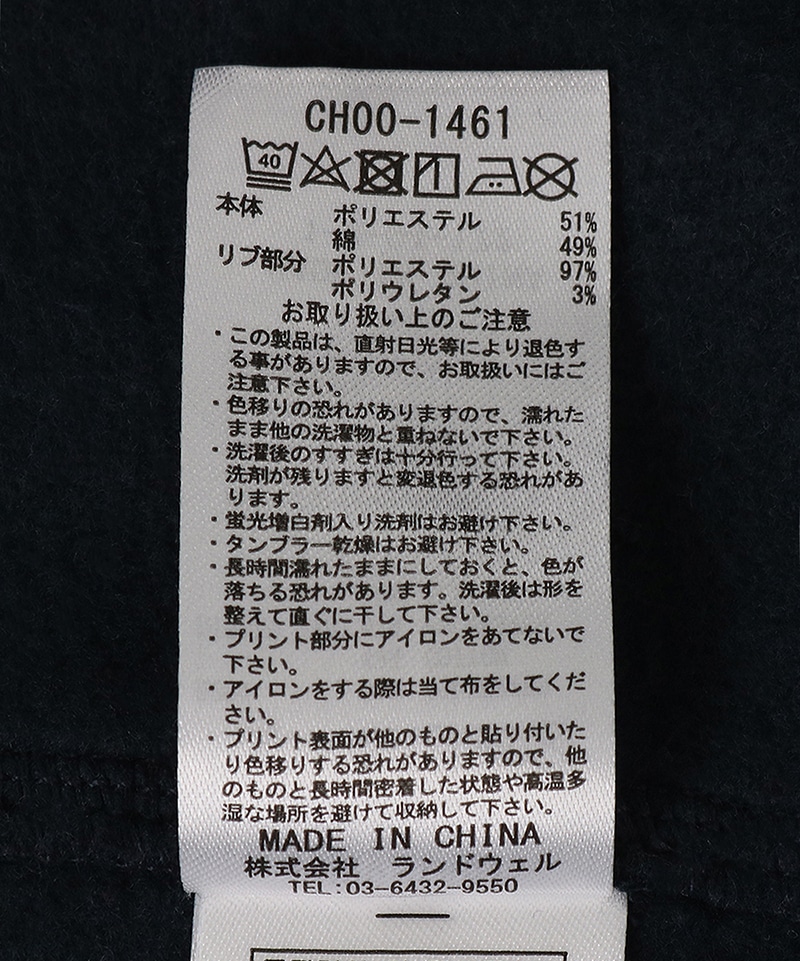 CH00-1461
40
本体 ポリエステル 51%
綿 49%
リブ部分 ポリエステル 97%
ポリウレタン 3%
お取り扱い上のご注意
・この製品は、直射日光等により退色す
る事がありますので、お取扱いにはご
注意下さい。
・色移りの恐れがありますので、濡れた
まま他の洗濯物と重ねないで下さい。
・洗濯後のすすぎは十分行って下さい。
洗剤が残りますと変退色する恐れがあ
ります。
・蛍光増白剤入り洗剤はお避け下さい。
・タンブラー乾燥はお避け下さい。
・長時間濡れたままにしておくと、色が
落ちる恐れがあります。洗濯後は形を
整えて直ぐに干して下さい。
・プリント部分にアイロンをあてないで
下さい。
・アイロンをする際は当て布をしてくだ
さい。
・プリント表面が他のものと貼り付いた
り色移りする恐れがありますので、他
のものと長時間密着した状態や高温多
湿な場所を避けて収納して下さい。
MADE IN CHINA
株式会社 ランドウェル
TEL:03-6432-9550